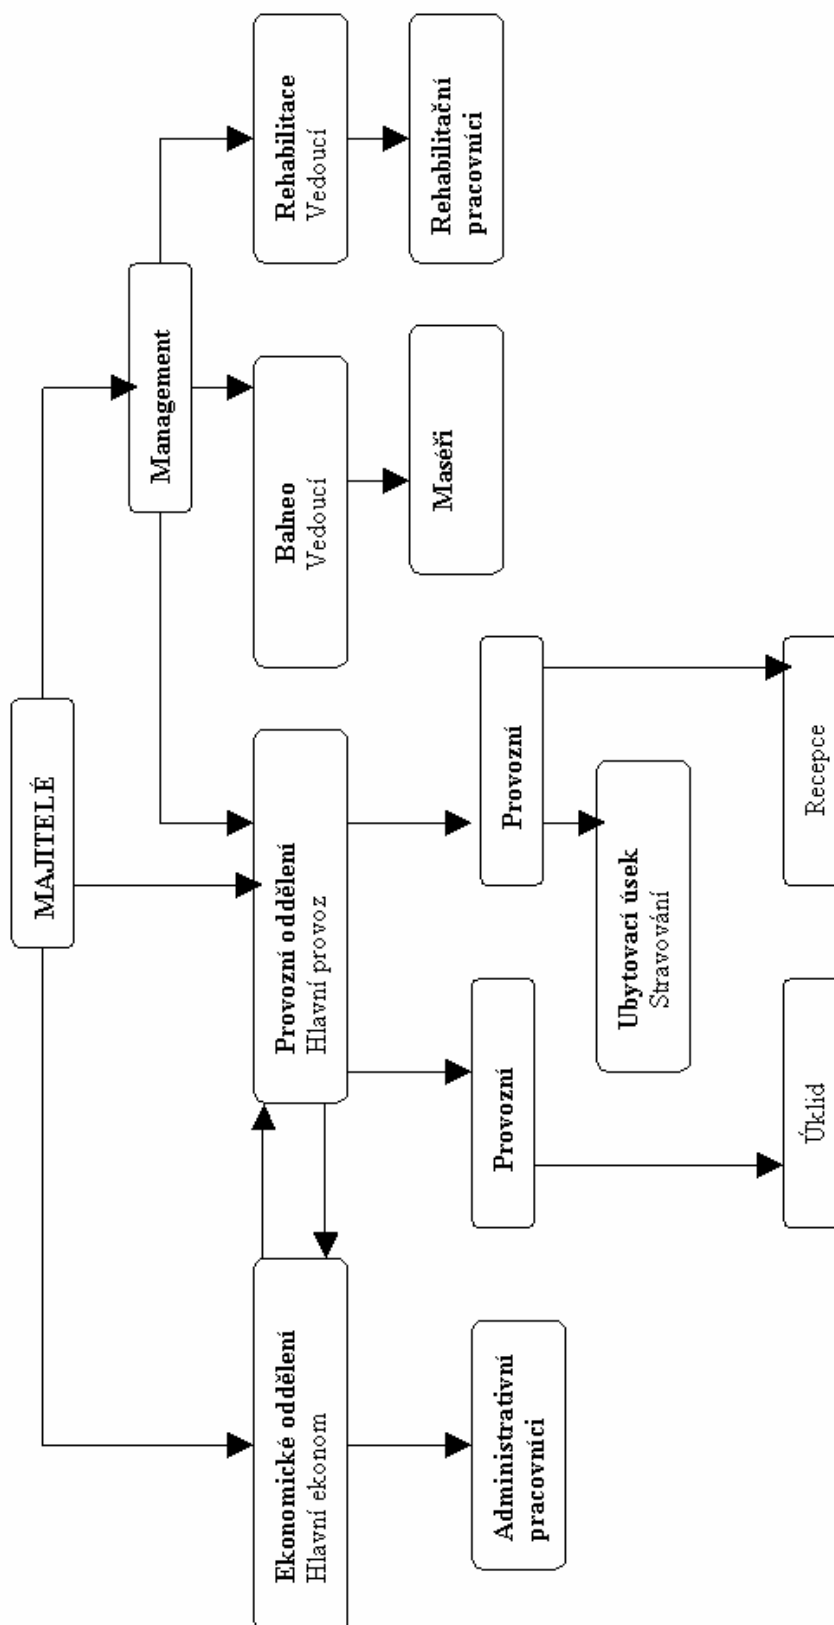 MAJITELÉ
Management
Ekonomické oddělení
Hlavní ekonom
Provozní oddělení
Hlavní provoz
Balneo
Vedoucí
Rehabilitace
Vedoucí
Administrativní
pracovníci
Provozní
Provozní
Maséři
Rehabilitační
pracovníci
Ubytovací úsek
Stravování
Úklid
Recepce